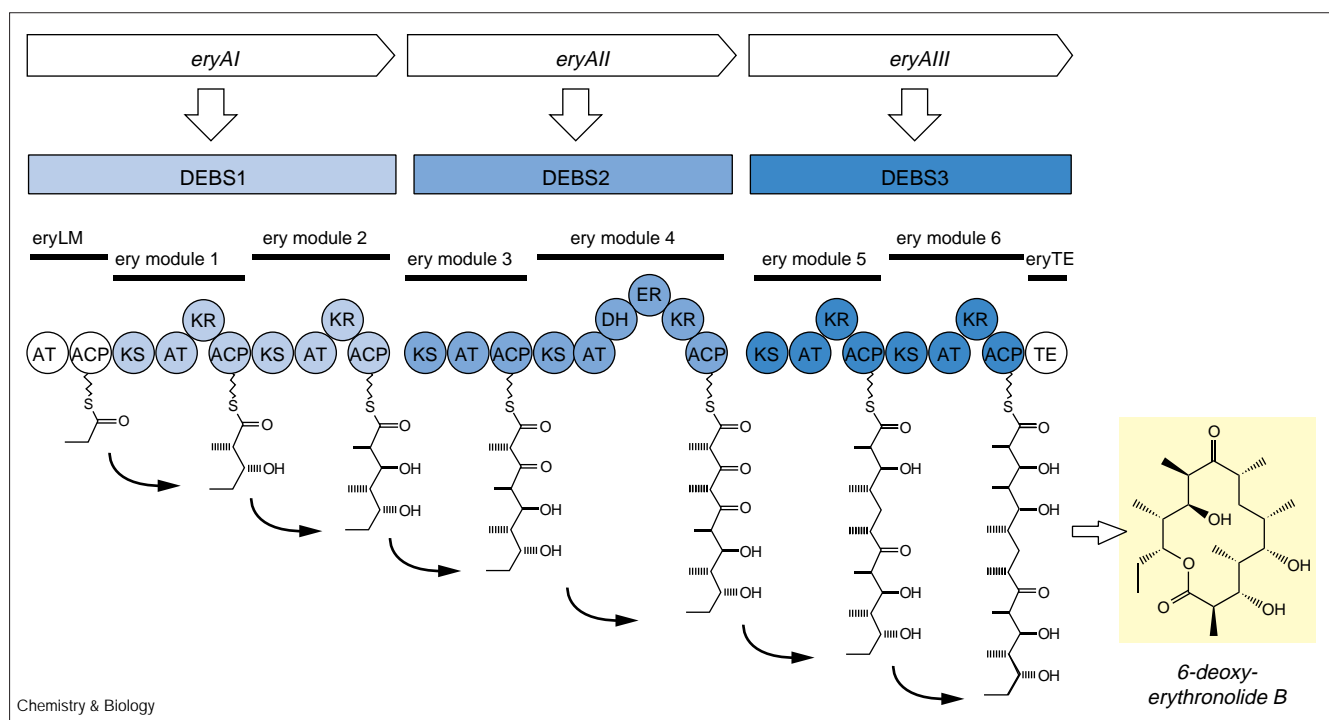 eryAI eryAII eryAIII
DEBS1 DEBS2 DEBS3
eryLM ery module 1 ery module 2 ery module 3 ery module 4 ery module 5 ery module 6 eryTE
AT ACP KS AT KR ACP KS AT KR ACP KS AT ACP KS AT DH ER KR ACP KS AT KR ACP KS AT KR ACP TE
S S S S S S S
O
O
OH
O
OH
OH
O
O
OH
OH
O
O
O
OH
OH
O
OH
O
OH
OH
O
OH
OH
O
OH
OH
O
OH
O
O
OH
OH
OH
6-deoxy-
erythronolide B
Chemistry & Biology